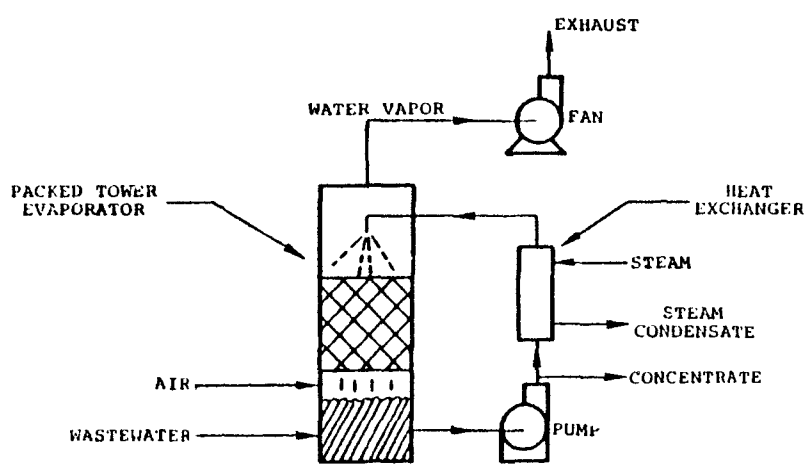 EXHAUST
WATER VAPOR
FAN
PACKED TOWER
EVAPORATOR
HEAT
EXCHANGER
STEAM
STEAM
CONDENSATE
AIR
CONCENTRATE
WASTEWATER
PUMP